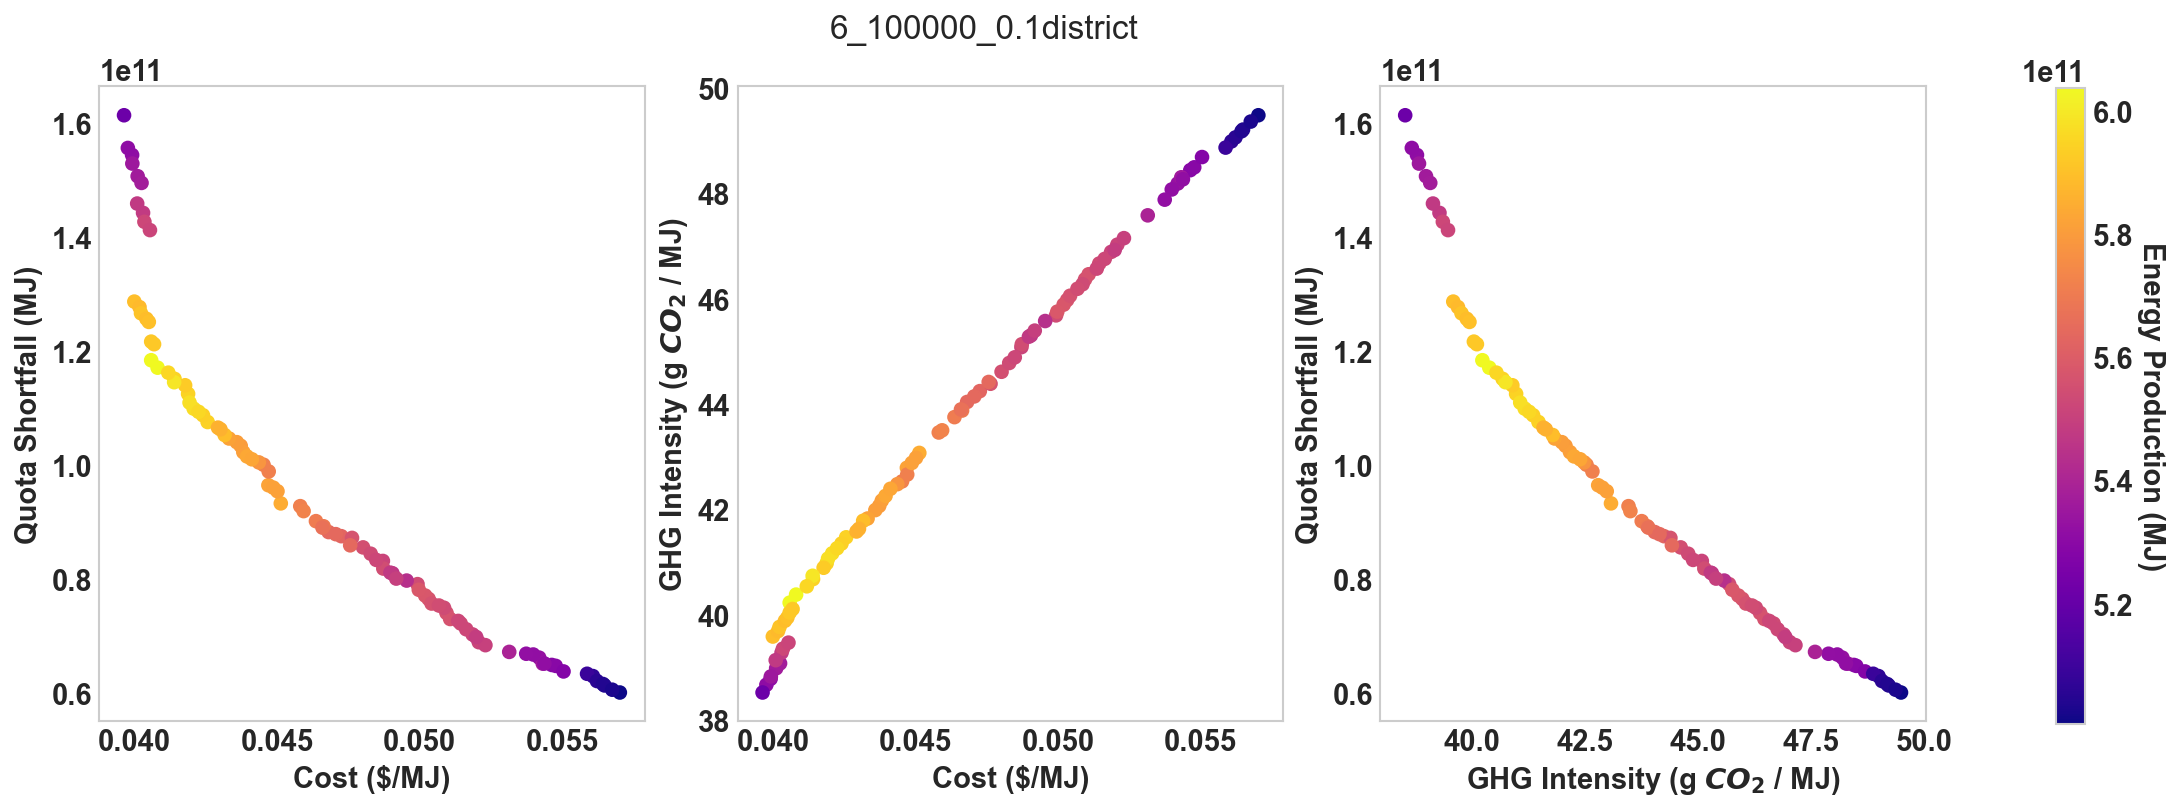 6_100000_0.1district
1e11
1.6
1.4
1.2
1.0
0.8
0.6
Quota Shortfall (MJ)
0.040 0.045 0.050 0.055
Cost ($/MJ)
50
48
46
44
42
40
38
GHG Intensity (g CO₂ / MJ)
0.040 0.045 0.050 0.055
Cost ($/MJ)
1e11
1.6
1.4
1.2
1.0
0.8
0.6
Quota Shortfall (MJ)
40.0 42.5 45.0 47.5 50.0
GHG Intensity (g CO₂ / MJ)
1e11
6.0
5.8
5.6
5.4
5.2
Energy Production (MJ)